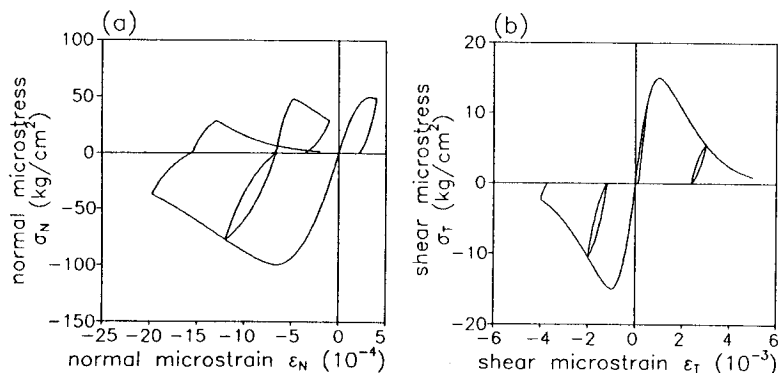 (a)
normal microstress
σN (kg/cm²)
100
50
0
−50
−100
−150
−25 −20 −15 −10 −5 0 5
normal microstrain εN (10⁻⁴)
(b)
shear microstress
σT (kg/cm²)
20
10
0
−10
−20
−6 −4 −2 0 2 4 6
shear microstrain εT (10⁻³)